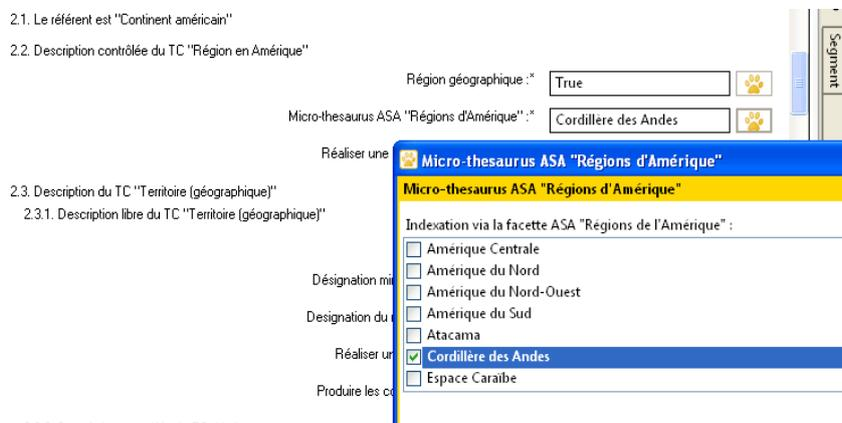 2.1. Le référent est "Continent américain"
2.2. Description contrôlée du TC "Région en Amérique"
Région géographique :* True
Micro-thesaurus ASA "Régions d'Amérique" :* Cordillère des Andes
Réaliser une
Micro-thesaurus ASA "Régions d'Amérique"
Micro-thesaurus ASA "Régions d'Amérique"
2.3. Description du TC "Territoire (géographique)"
2.3.1. Description libre du TC "Territoire (géographique)"
Indexation via la facette ASA "Régions de l'Amérique" :
Amérique Centrale
Amérique du Nord
Amérique du Nord-Ouest
Amérique du Sud
Atacama
Cordillère des Andes
Espace Caraïbe
Désignation
Designation du
Réaliser
Produire les
Segment